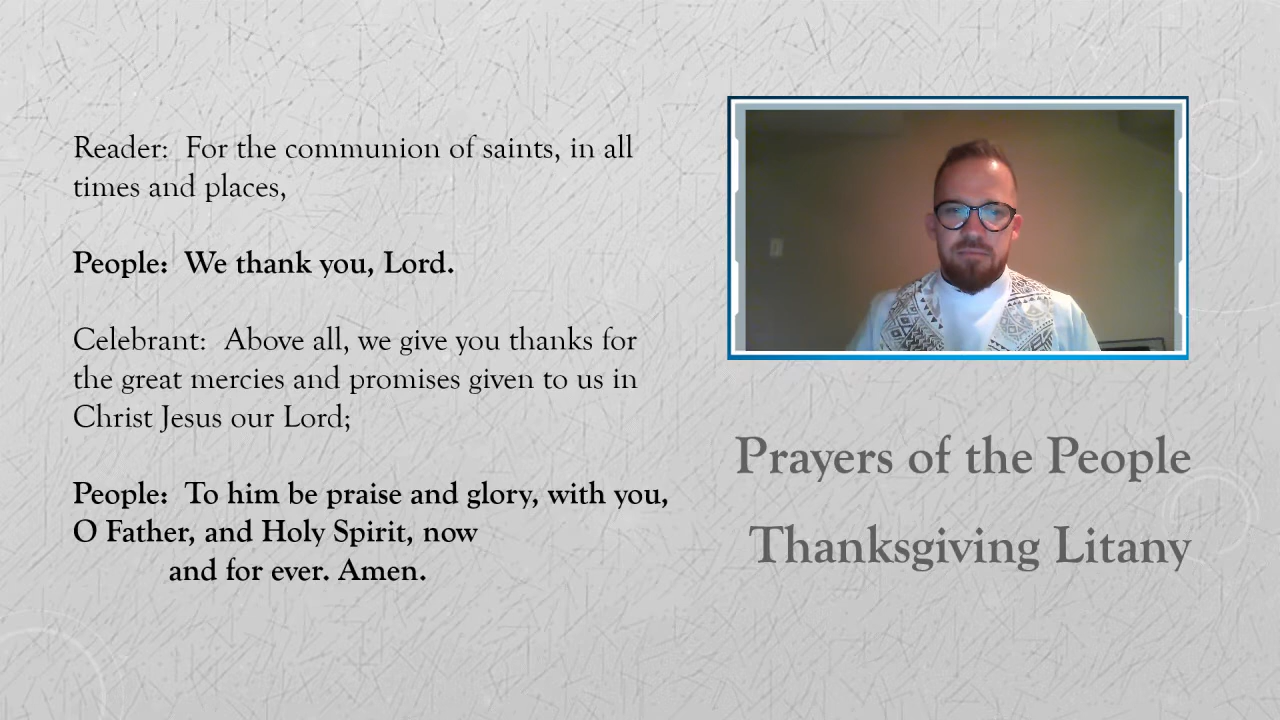 Reader:  For the communion of saints, in all
times and places,
People:  We thank you, Lord.
Celebrant:  Above all, we give you thanks for
the great mercies and promises given to us in
Christ Jesus our Lord;
People:  To him be praise and glory, with you,
O Father, and Holy Spirit, now
and for ever. Amen.
Prayers of the People
Thanksgiving Litany